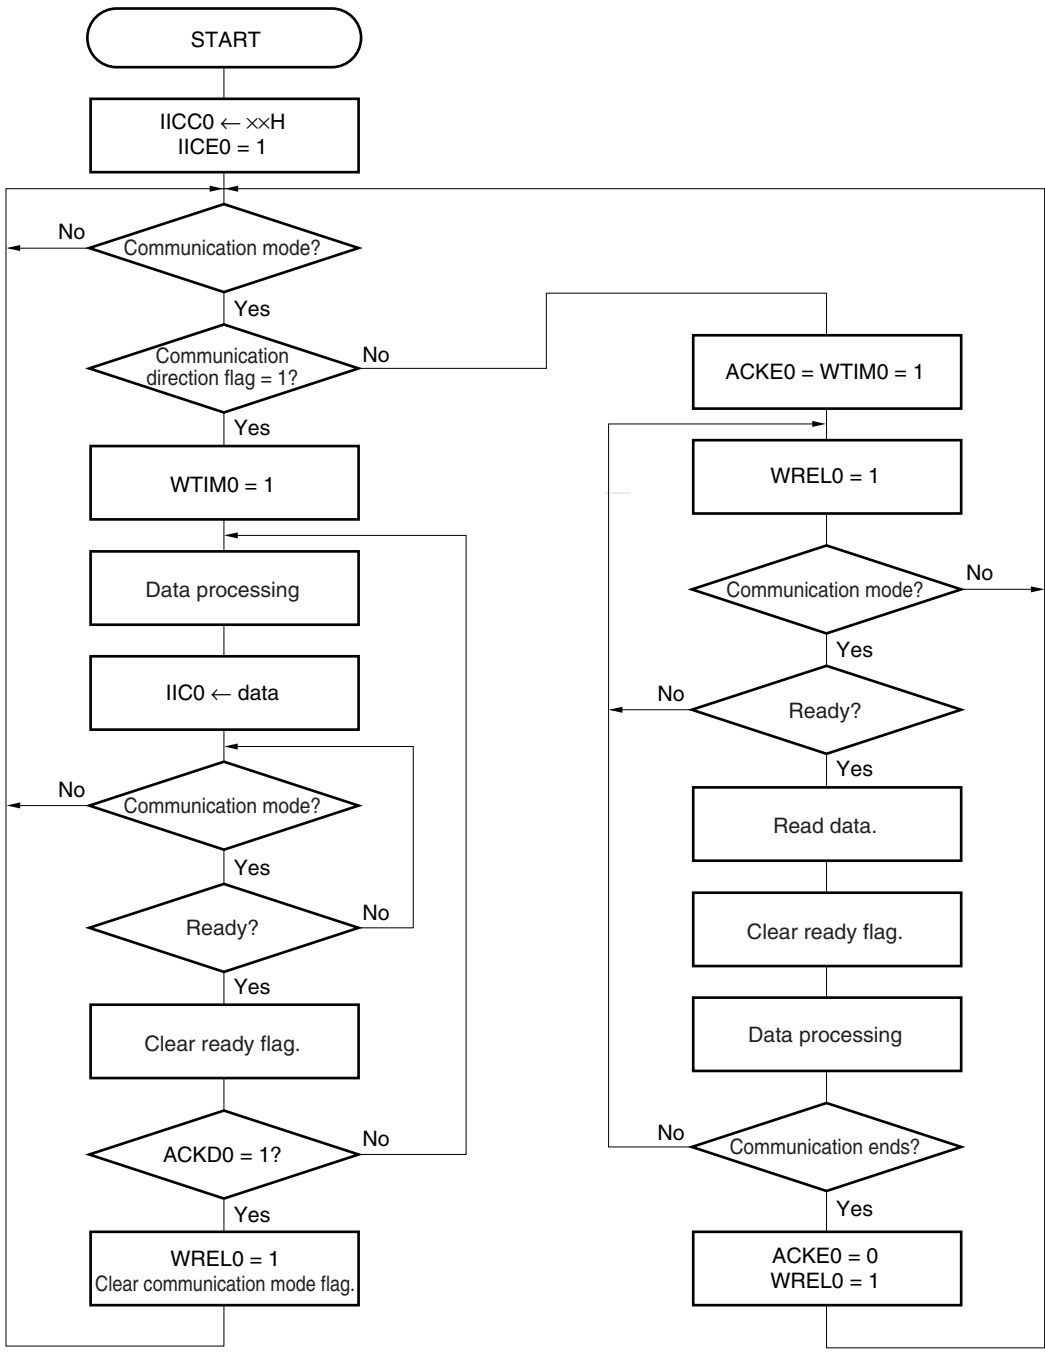 START
IICC0 ← ××H
IICE0 = 1
No
Communication mode?
Yes
Communication
direction flag = 1?
No
Yes
WTIM0 = 1
Data processing
IIC0 ← data
No
Communication mode?
Yes
Ready?
No
Yes
Clear ready flag.
ACKD0 = 1?
No
Yes
WREL0 = 1
Clear communication mode flag.
ACKE0 = WTIM0 = 1
WREL0 = 1
Communication mode?
No
Yes
No
Ready?
Yes
Read data.
Clear ready flag.
Data processing
No
Communication ends?
Yes
ACKE0 = 0
WREL0 = 1